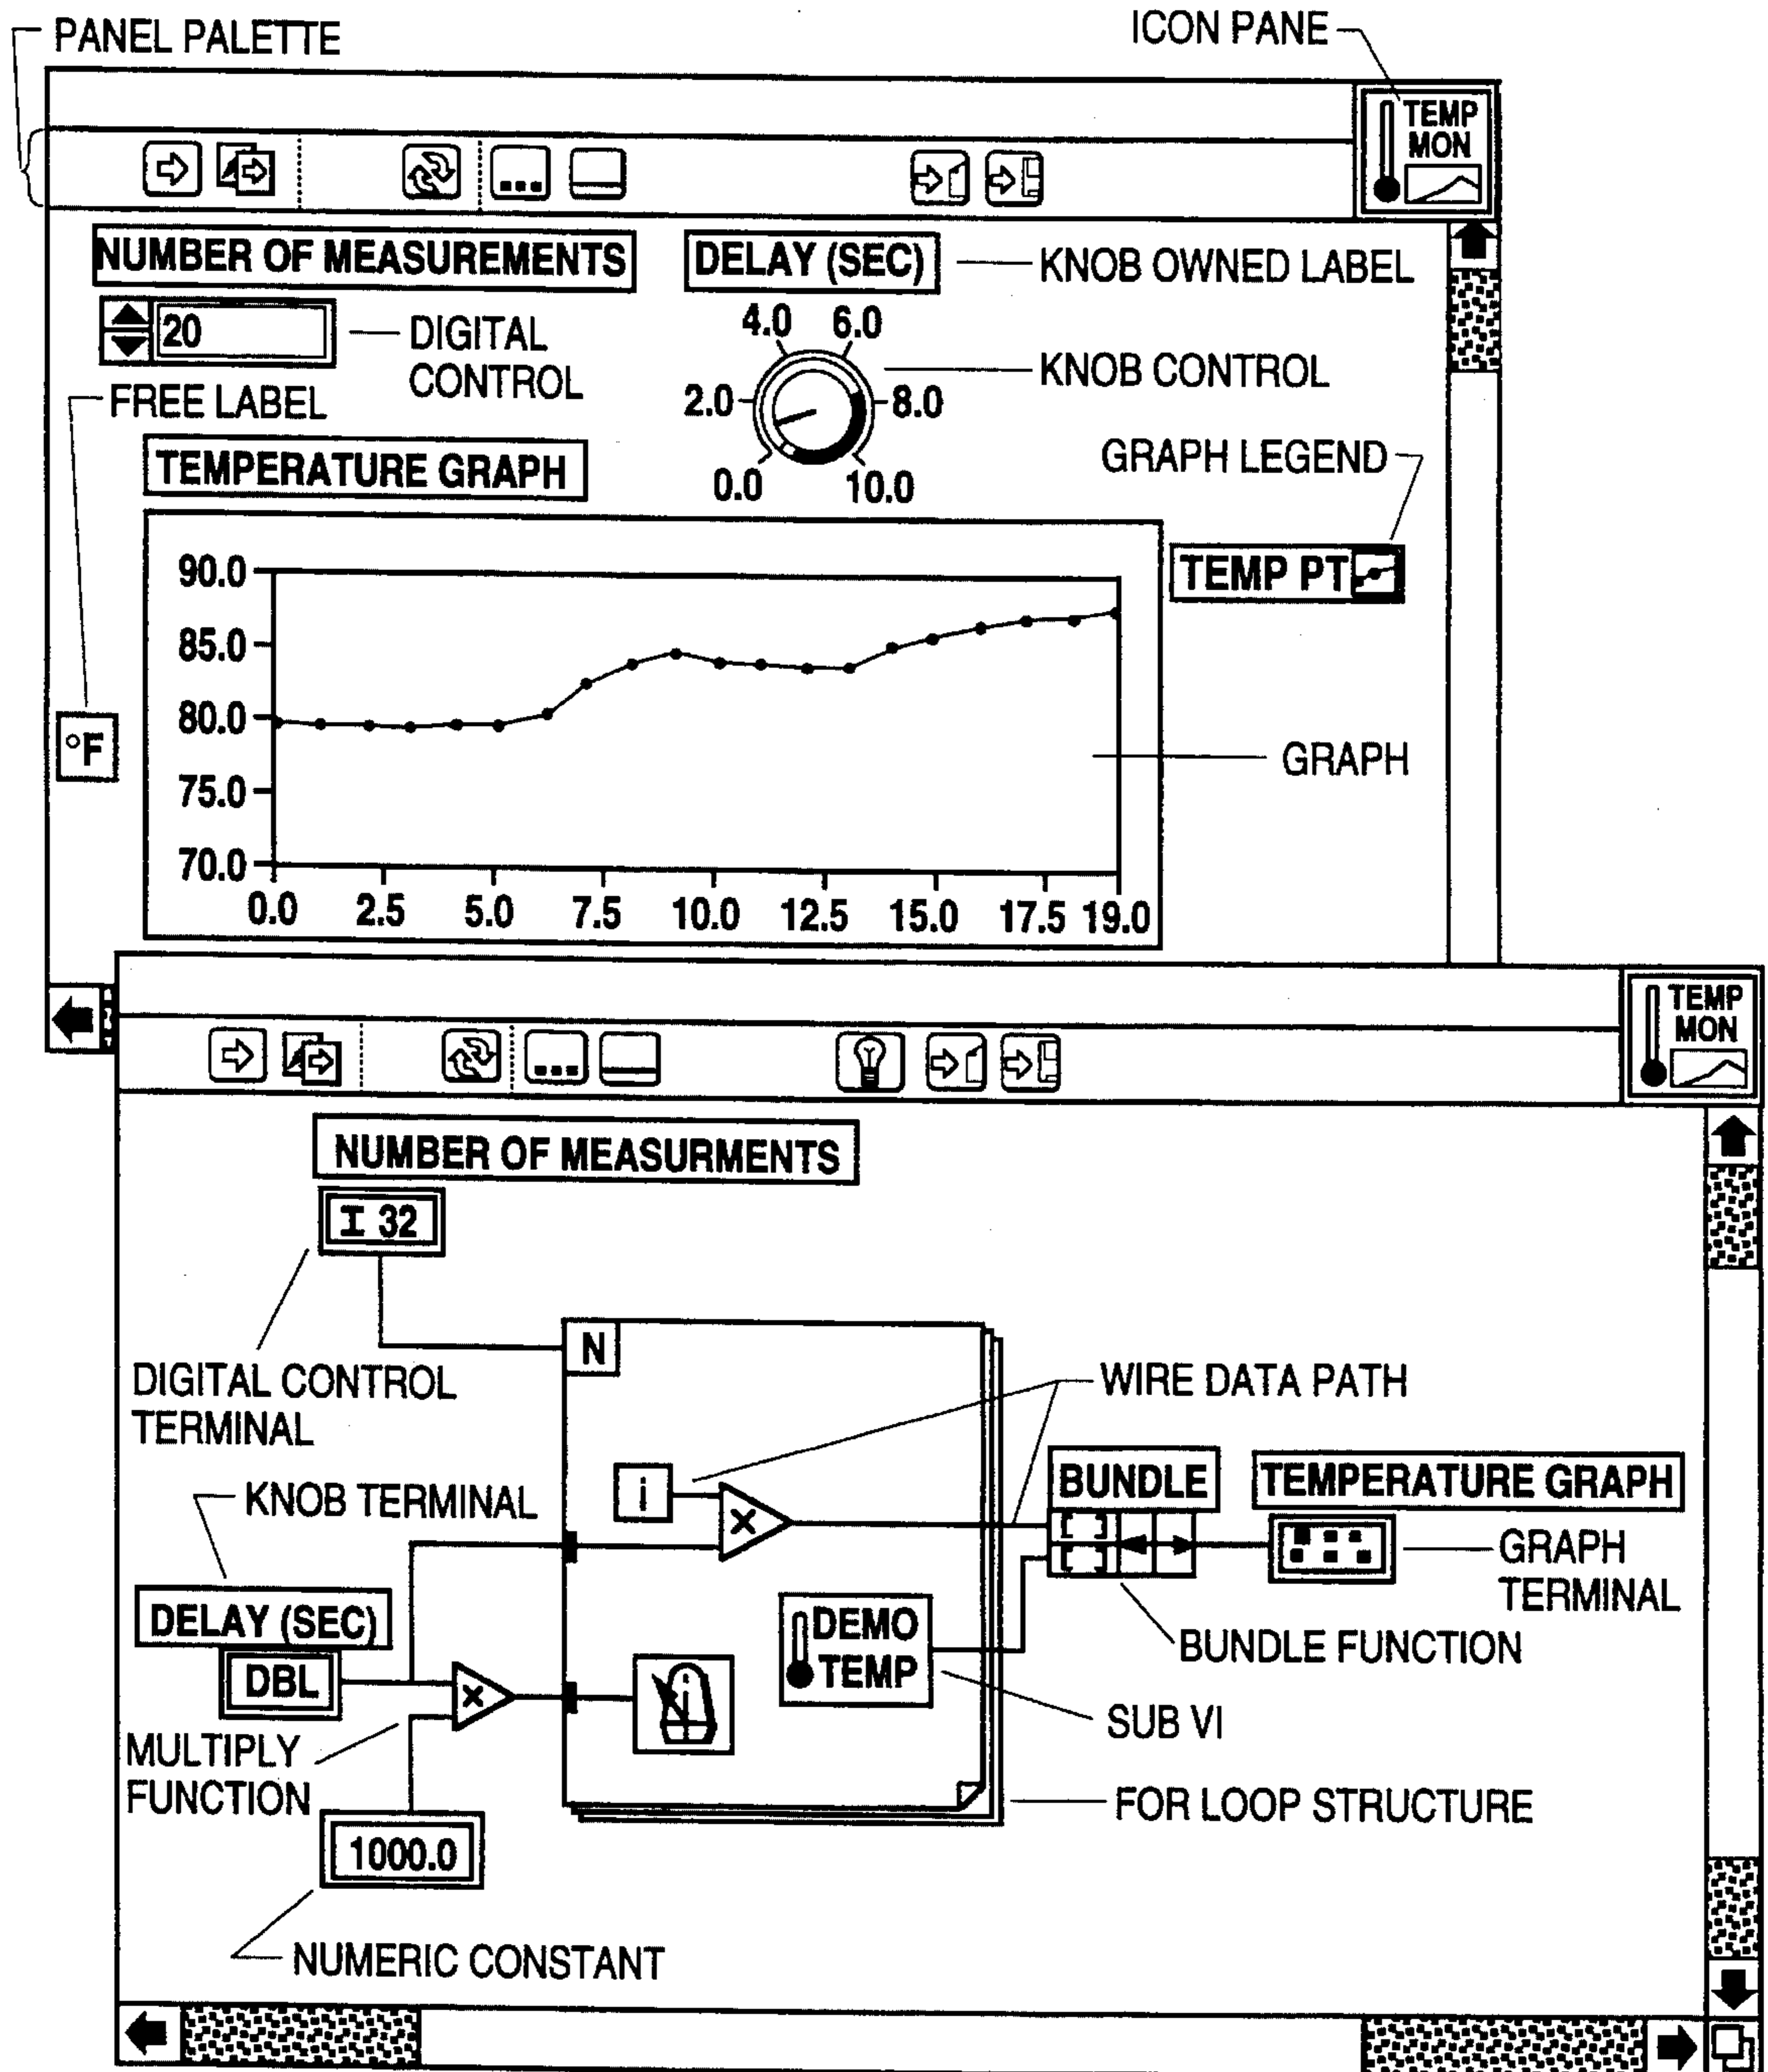 PANEL PALETTE
ICON PANE
TEMP
MON
NUMBER OF MEASUREMENTS
DELAY (SEC)
KNOB OWNED LABEL
20
DIGITAL
CONTROL
4.0 6.0
KNOB CONTROL
FREE LABEL
2.0 8.0
0.0 10.0
GRAPH LEGEND
TEMPERATURE GRAPH
TEMP PT
90.0
85.0
80.0
°F
75.0
70.0
GRAPH
0.0 2.5 5.0 7.5 10.0 12.5 15.0 17.5 19.0
TEMP
MON
NUMBER OF MEASURMENTS
I 32
DIGITAL CONTROL
TERMINAL
N
WIRE DATA PATH
KNOB TERMINAL
i
×
BUNDLE
TEMPERATURE GRAPH
[ ]
[ ]
GRAPH
TERMINAL
DELAY (SEC)
DBL
×
DEMO
TEMP
BUNDLE FUNCTION
SUB VI
MULTIPLY
FUNCTION
FOR LOOP STRUCTURE
1000.0
NUMERIC CONSTANT